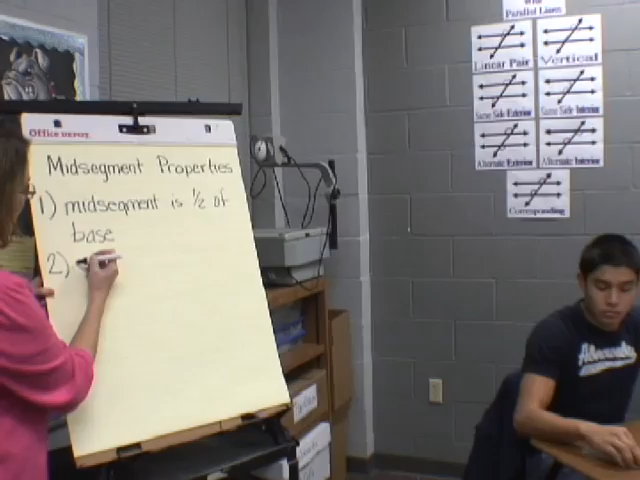 Office DEPOT
Midsegment Properties
1) midsegment is 1/2 of
base
2)
Parallel Lines
Linear Pair
Vertical
Same Side Exterior
Same Side Interior
Alternate Exterior
Alternate Interior
Corresponding